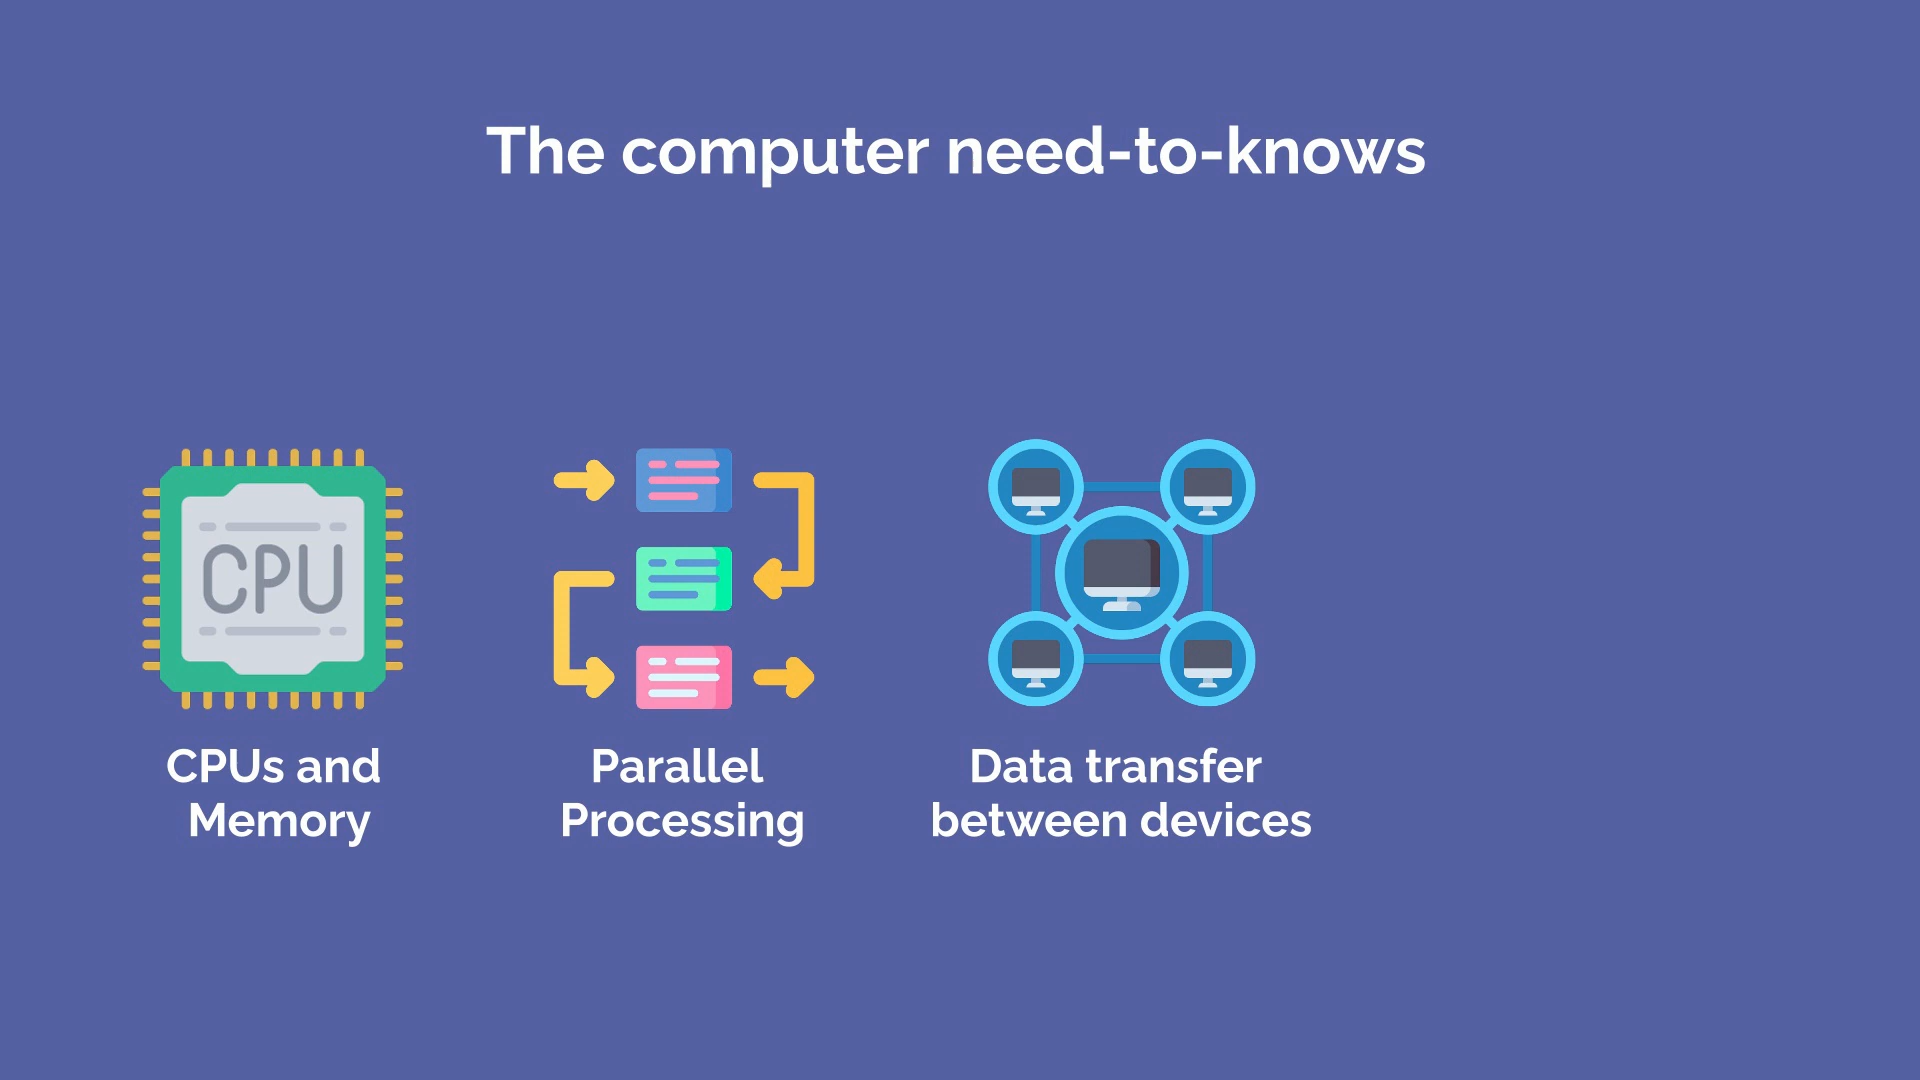 The computer need-to-knows
CPU
CPUs and
Memory
Parallel
Processing
Data transfer
between devices